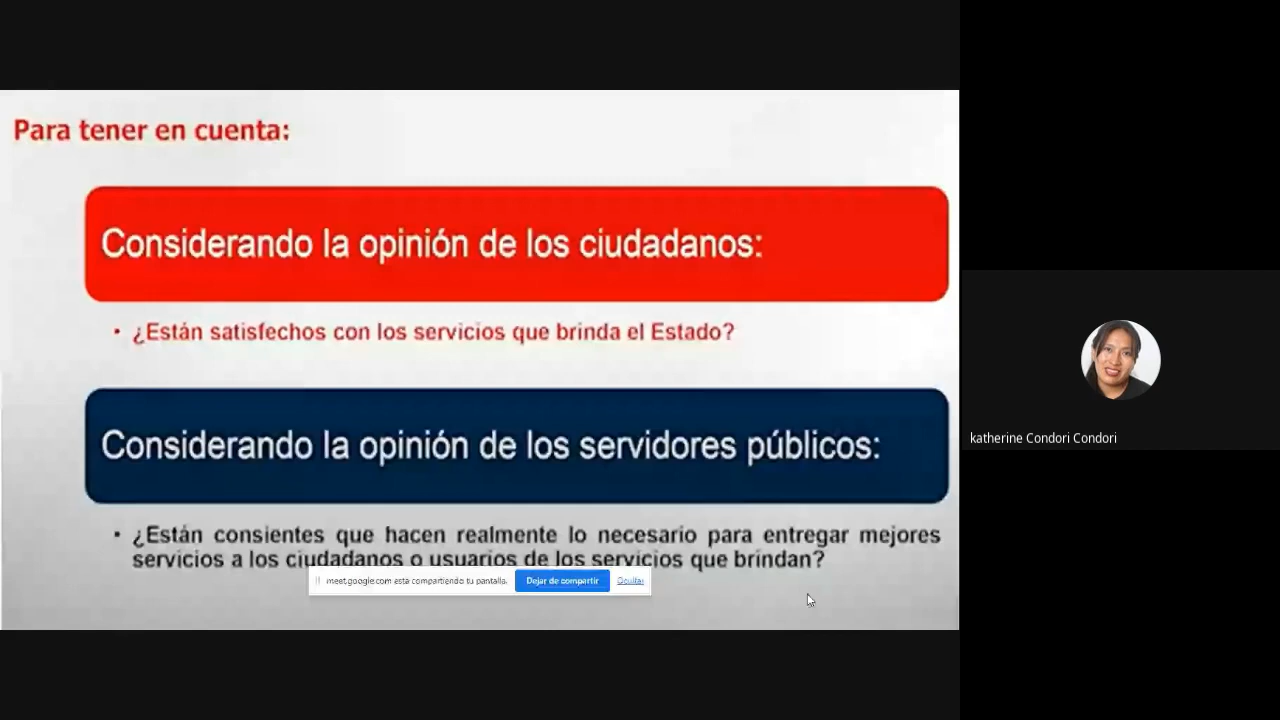 Para tener en cuenta:
Considerando la opinión de los ciudadanos:
• ¿Están satisfechos con los servicios que brinda el Estado?
Considerando la opinión de los servidores públicos:
• ¿Están consientes que hacen realmente lo necesario para entregar mejores
servicios a los ciudadanos o usuarios de los servicios que brindan?
meet.google.com está compartiendo tu pantalla.
Dejar de compartir
Ocultar
katherine Condori Condori